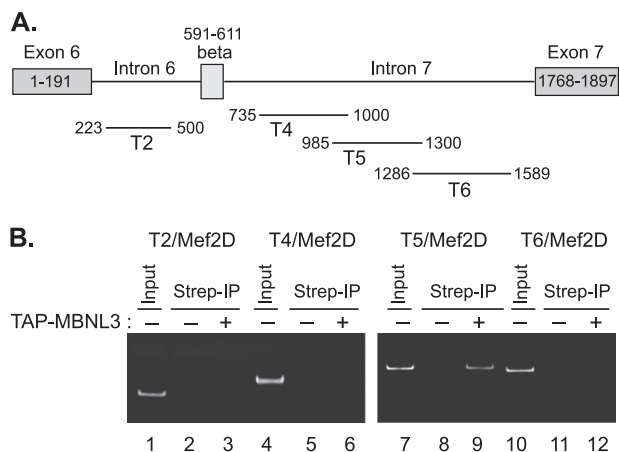 A.
591-611
Exon 6
beta
Exon 7
Intron 6
Intron 7
1-191
1768-1897
223 500
T2
735 1000
T4
985 1300
T5
1286 1589
T6
B.
T2/Mef2D T4/Mef2D T5/Mef2D T6/Mef2D
Input Strep-IP Input Strep-IP Input Strep-IP Input Strep-IP
TAP-MBNL3 : – – + – – + – – + – – +
1 2 3 4 5 6 7 8 9 10 11 12